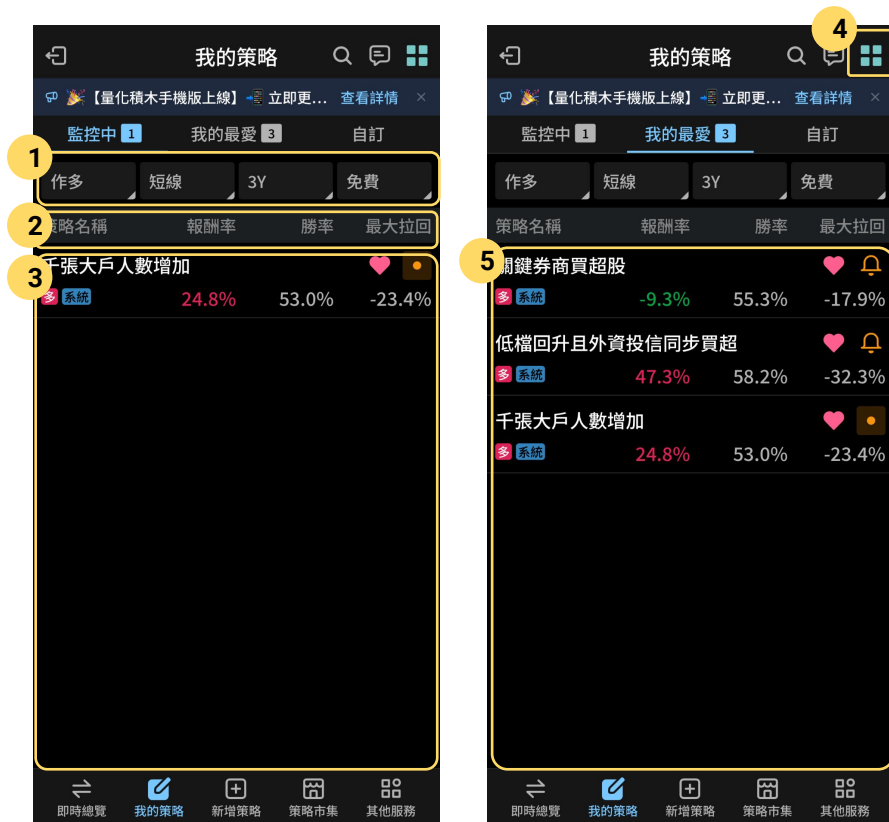 我的策略
【量化積木手機版上線】 立即更... 查看詳情
監控中 1 我的最愛 3 自訂
1
作多 短線 3Y 免費
2
策略名稱 報酬率 勝率 最大拉回
3
千張大戶人數增加
多 系統 24.8% 53.0% -23.4%
即時總覽 我的策略 新增策略 策略市集 其他服務
4
我的策略
【量化積木手機版上線】 立即更... 查看詳情
監控中 1 我的最愛 3 自訂
作多 短線 3Y 免費
策略名稱 報酬率 勝率 最大拉回
5
關鍵券商買超股
多 系統 -9.3% 55.3% -17.9%
低檔回升且外資投信同步買超
多 系統 47.3% 58.2% -32.3%
千張大戶人數增加
多 系統 24.8% 53.0% -23.4%
即時總覽 我的策略 新增策略 策略市集 其他服務